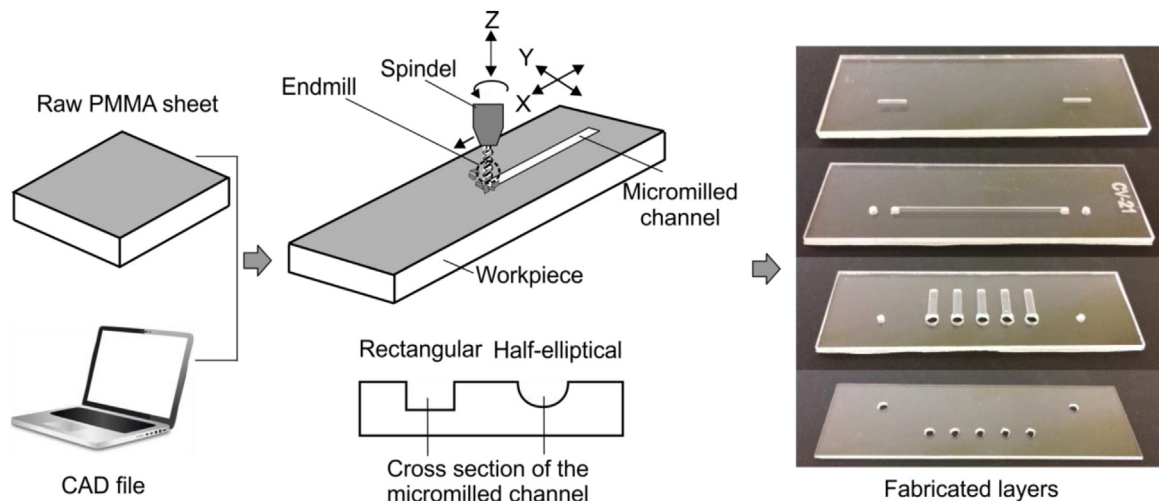 Raw PMMA sheet
CAD file
Z
Y
X
Spindel
Endmill
Micromilled
channel
Workpiece
Rectangular
Half-elliptical
Cross section of the
micromilled channel
CV-21
Fabricated layers